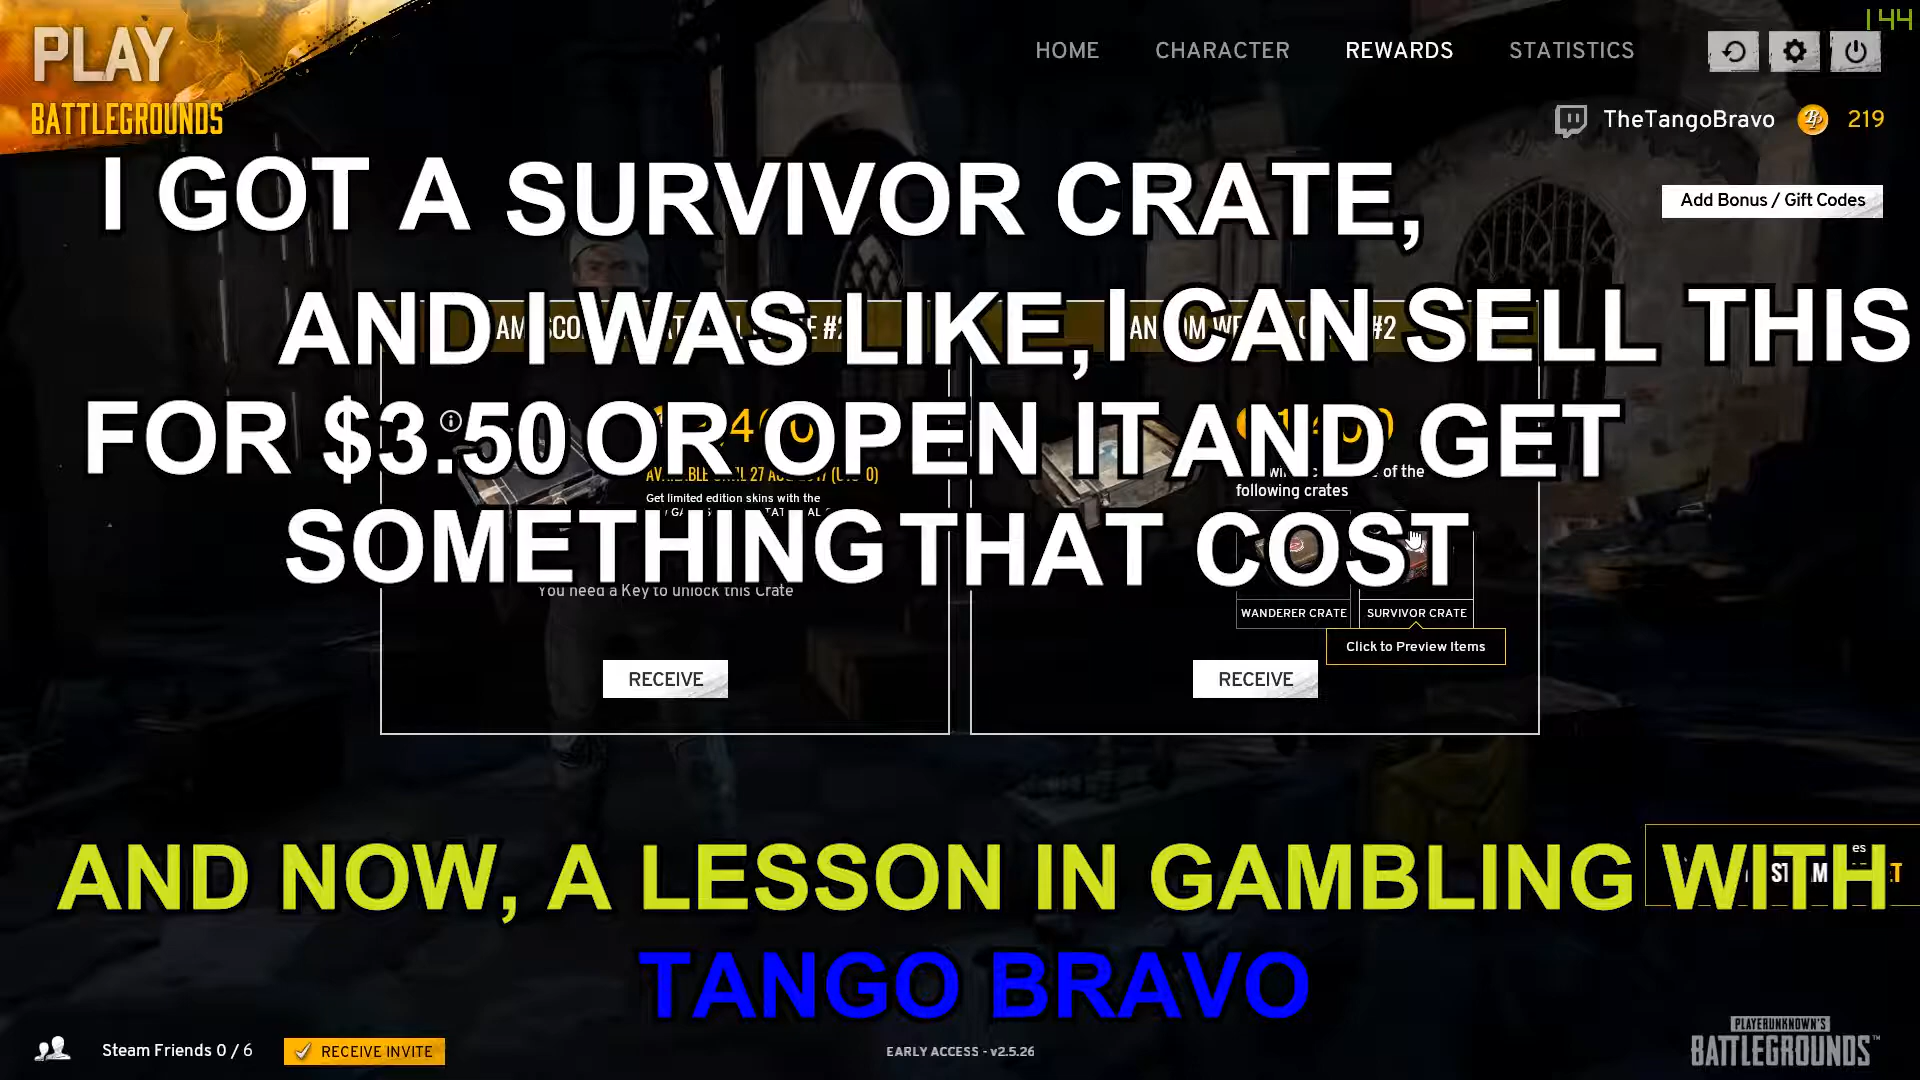 144
PLAY
BATTLEGROUNDS
HOME CHARACTER REWARDS STATISTICS
TheTangoBravo 219
I GOT A SURVIVOR CRATE,
Add Bonus / Gift Codes
AND I WAS LIKE, I CAN SELL THIS
FOR $3.50 OR OPEN IT AND GET
following crates
Get limited edition skins with the
SOMETHING THAT COST
You need a Key to unlock this Crate
WANDERER CRATE SURVIVOR CRATE
Click to Preview Items
RECEIVE RECEIVE
AND NOW, A LESSON IN GAMBLING WITH
TANGO BRAVO
Steam Friends 0 / 6 RECEIVE INVITE
EARLY ACCESS - v2.5.26
PLAYERUNKNOWN'S
BATTLEGROUNDS™